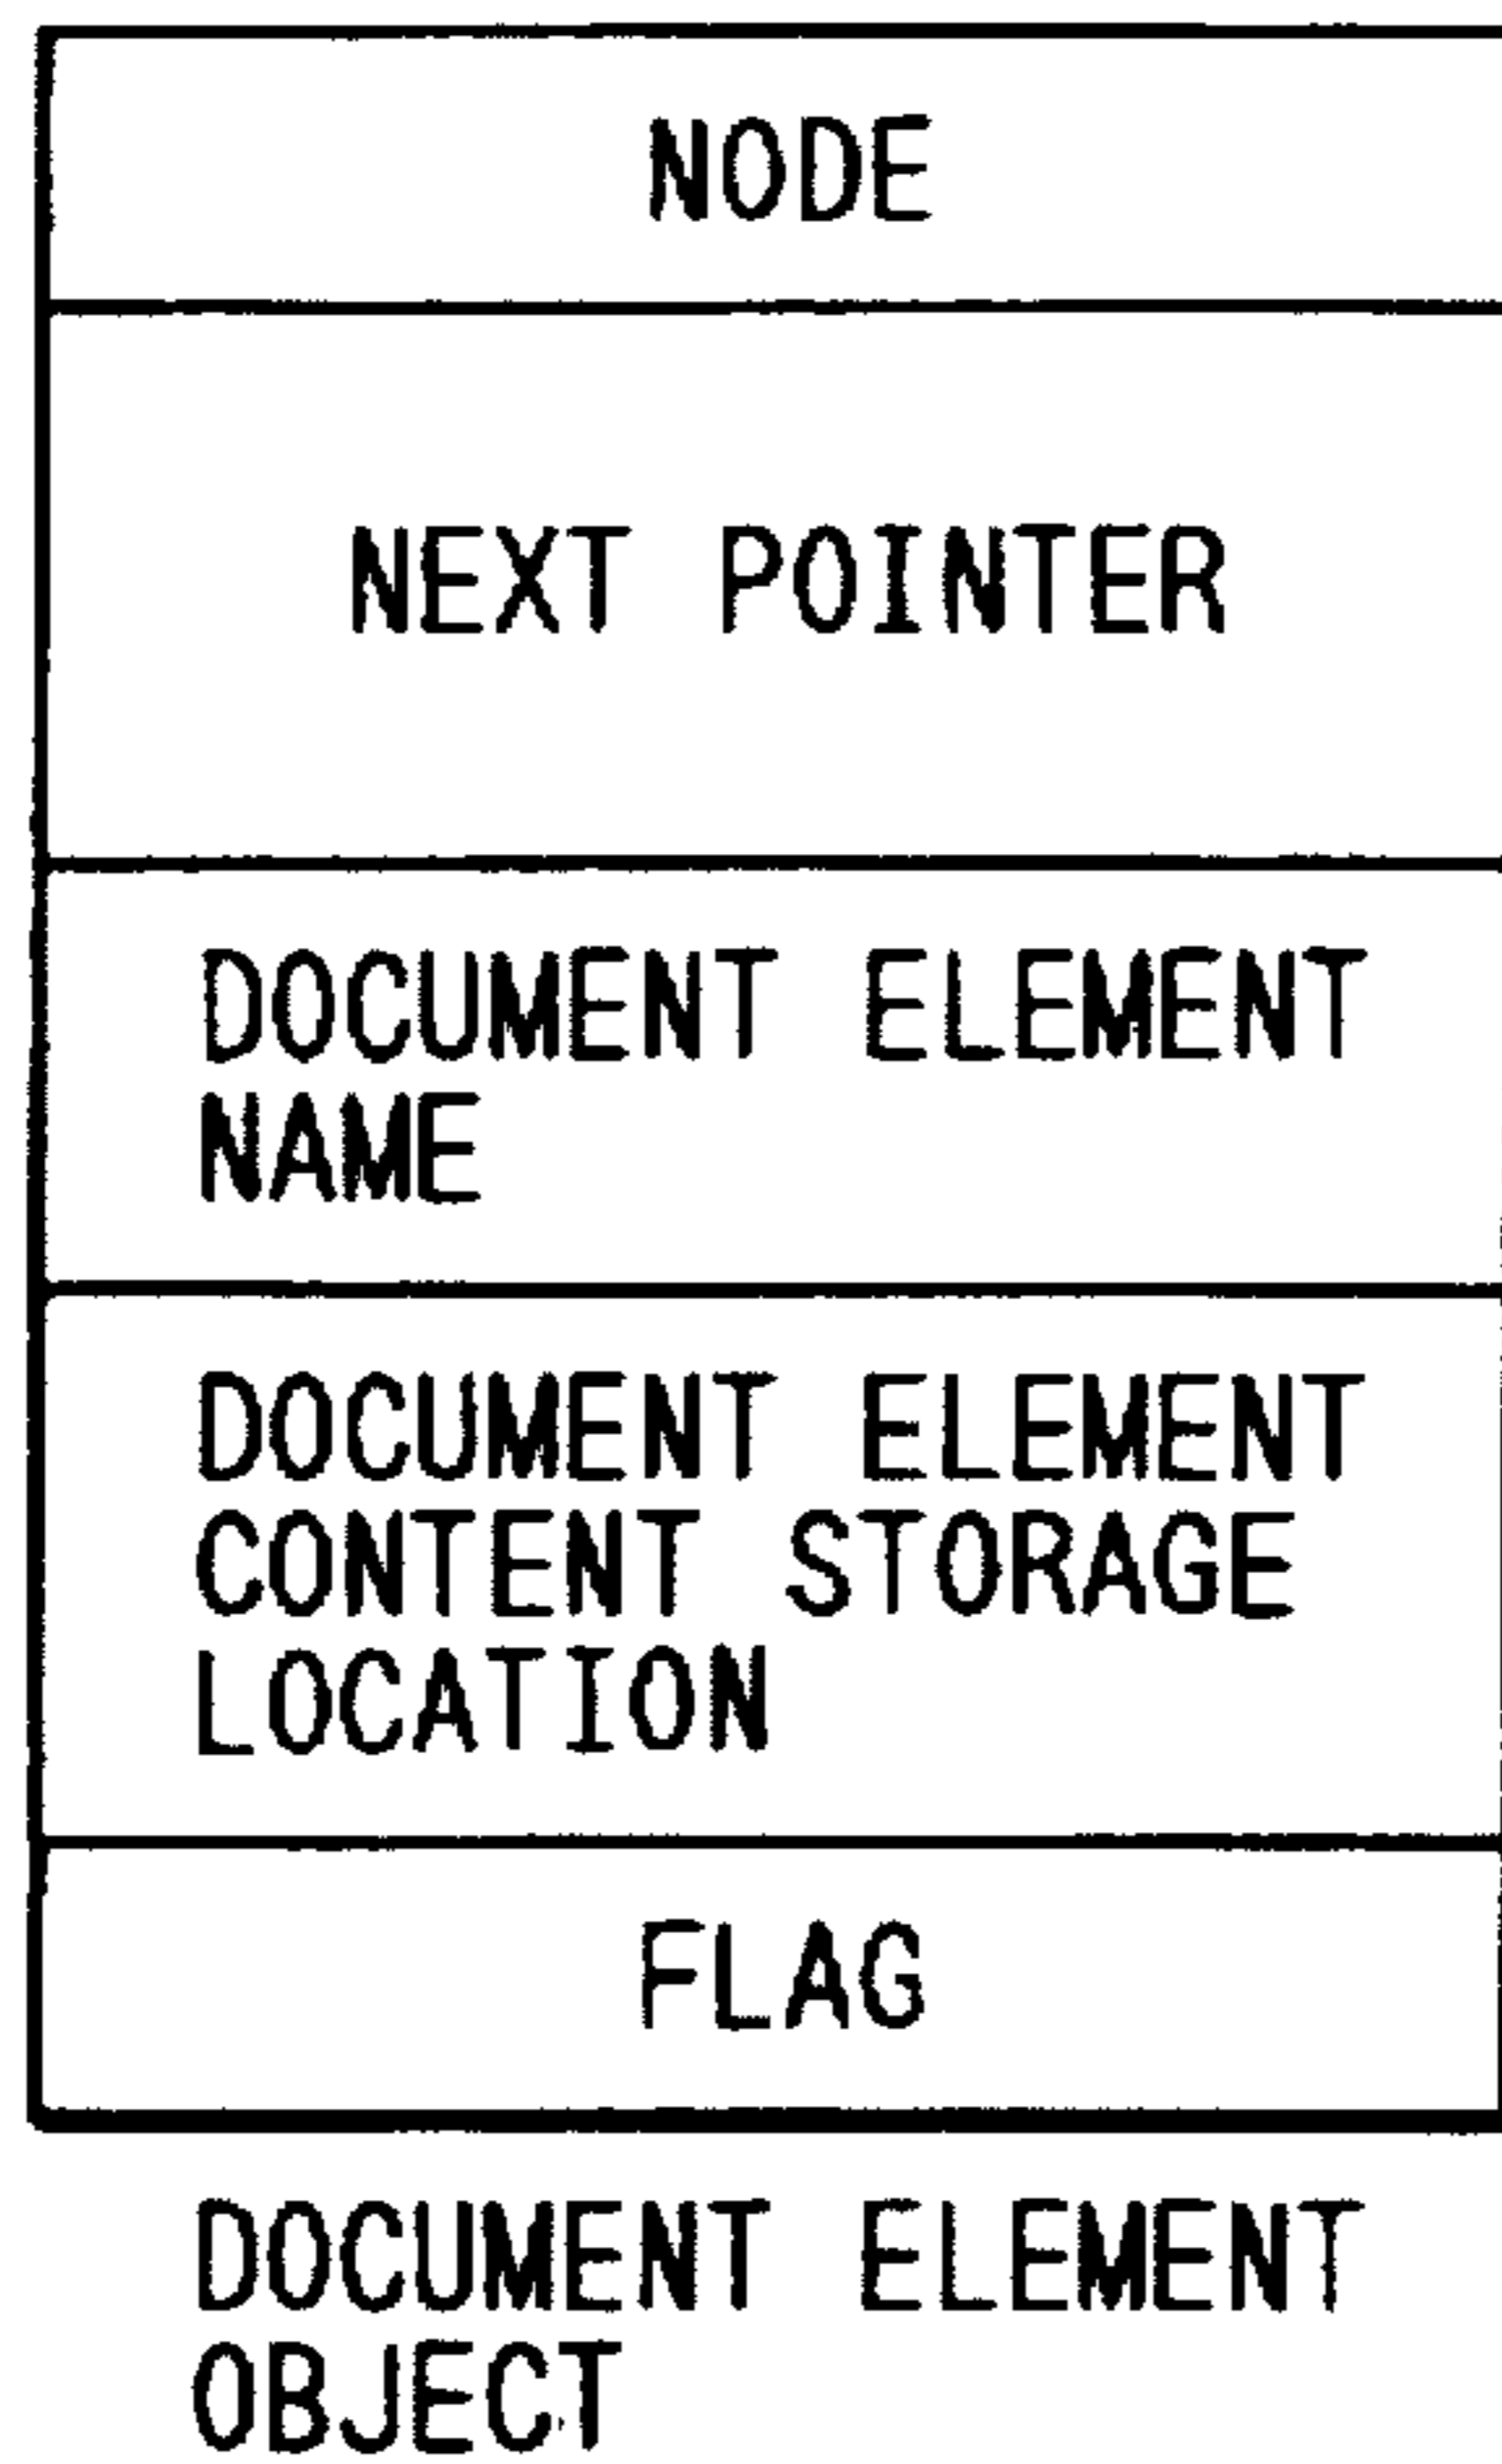 NODE
NEXT POINTER
DOCUMENT ELEMENT
NAME
DOCUMENT ELEMENT
CONTENT STORAGE
LOCATION
FLAG
DOCUMENT ELEMENT
OBJECT